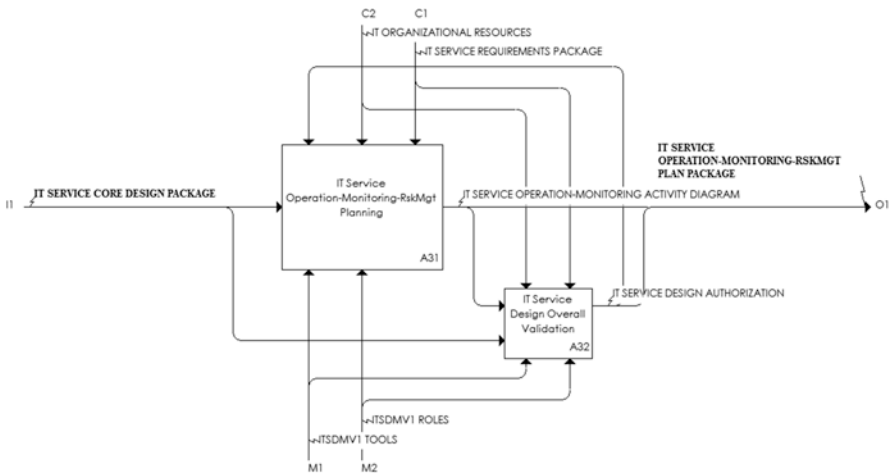 C2 C1
IT ORGANIZATIONAL RESOURCES
IT SERVICE REQUIREMENTS PACKAGE
IT SERVICE
OPERATION-MONITORING-RSKMGT
PLAN PACKAGE
IT Service
Operation-Monitoring-RskMgt
Planning
A31
I1
IT SERVICE CORE DESIGN PACKAGE
IT SERVICE OPERATION-MONITORING ACTIVITY DIAGRAM
O1
IT Service
Design Overall
Validation
A32
IT SERVICE DESIGN AUTHORIZATION
ITSDMV1 ROLES
ITSDMV1 TOOLS
M1 M2